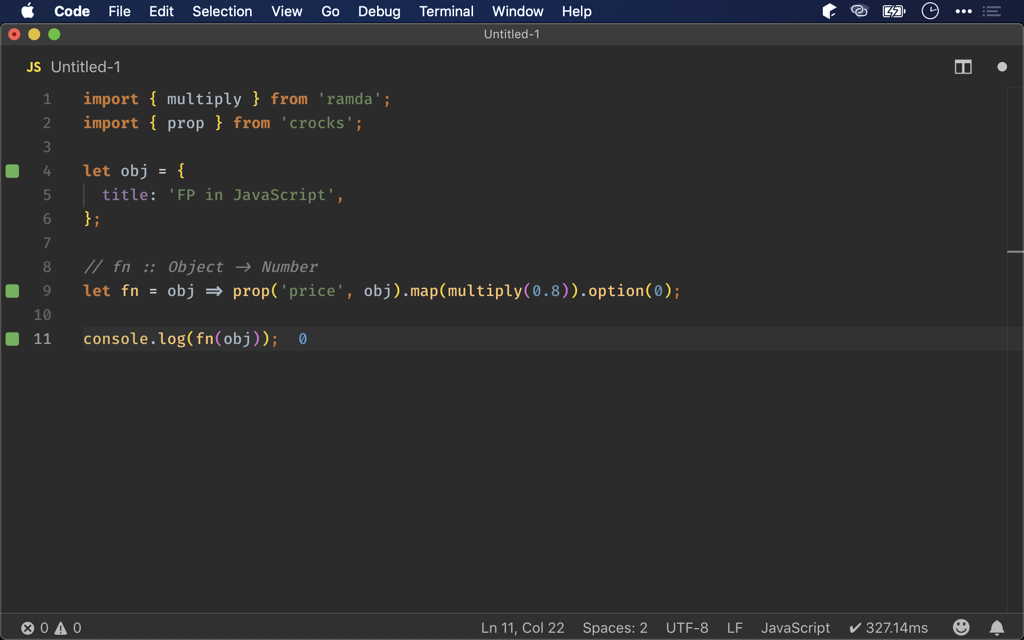 Code File Edit Selection View Go Debug Terminal Window Help
Untitled-1
JS Untitled-1
1 import { multiply } from 'ramda';
2 import { prop } from 'crocks';
3
4 let obj = {
5 title: 'FP in JavaScript',
6 };
7
8 // fn :: Object → Number
9 let fn = obj ⇒ prop('price', obj).map(multiply(0.8)).option(0);
10
11 console.log(fn(obj)); 0
0 0 Ln 11, Col 22 Spaces: 2 UTF-8 LF JavaScript ✔ 327.14ms